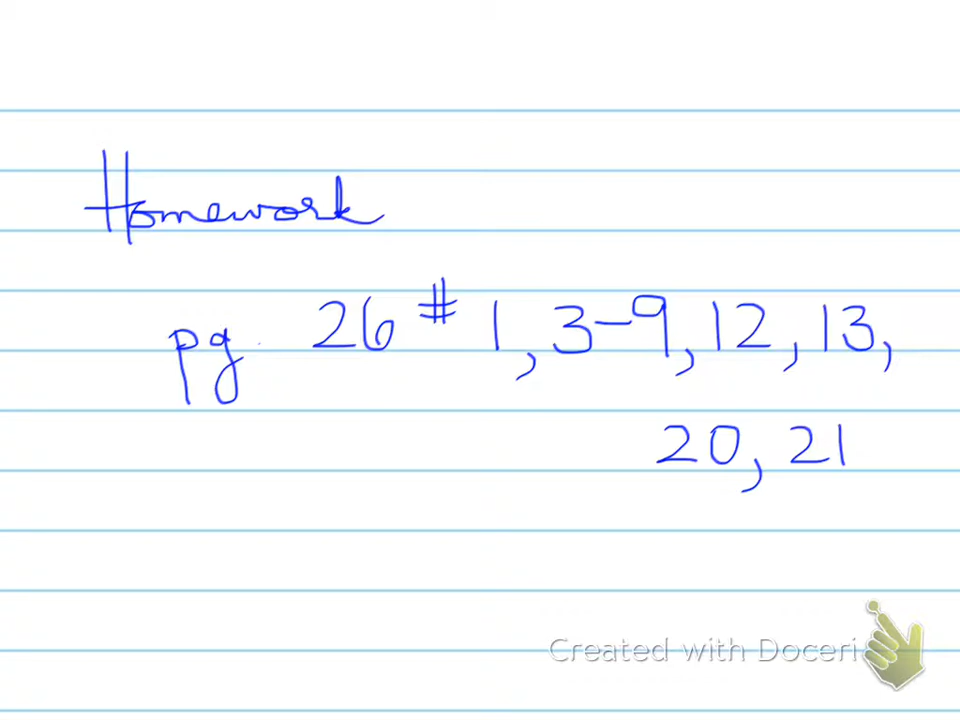 Homework
pg. 26 # 1, 3-9, 12, 13,
20, 21
Created with Doceri